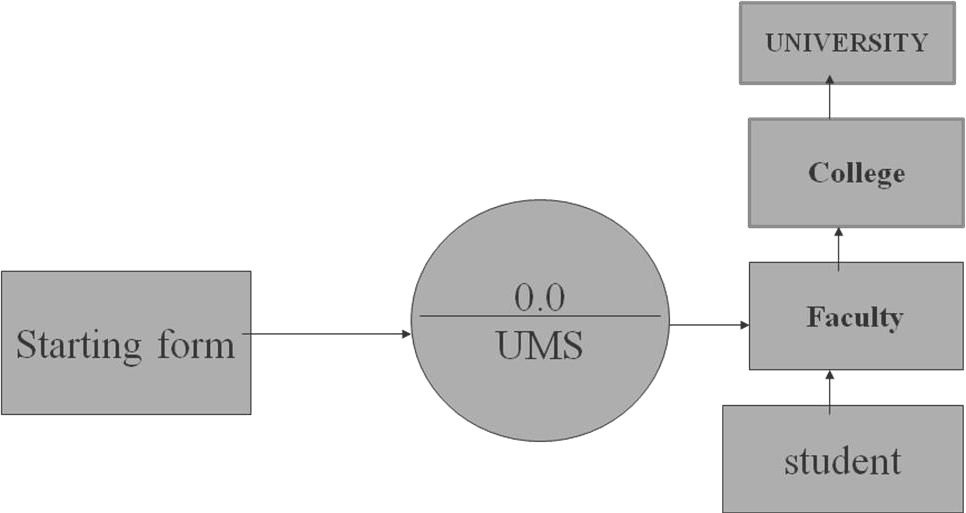 UNIVERSITY
College
0.0
UMS
Starting form
Faculty
student